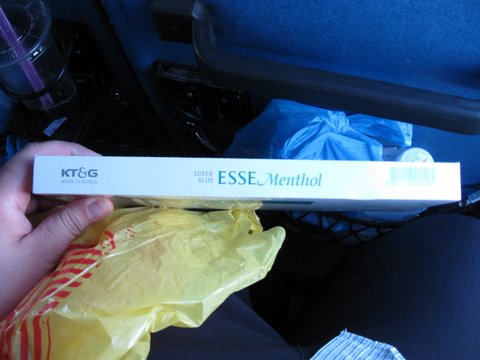 KT&G
MADE IN KOREA
SUPER
SLIM
ESSE Menthol